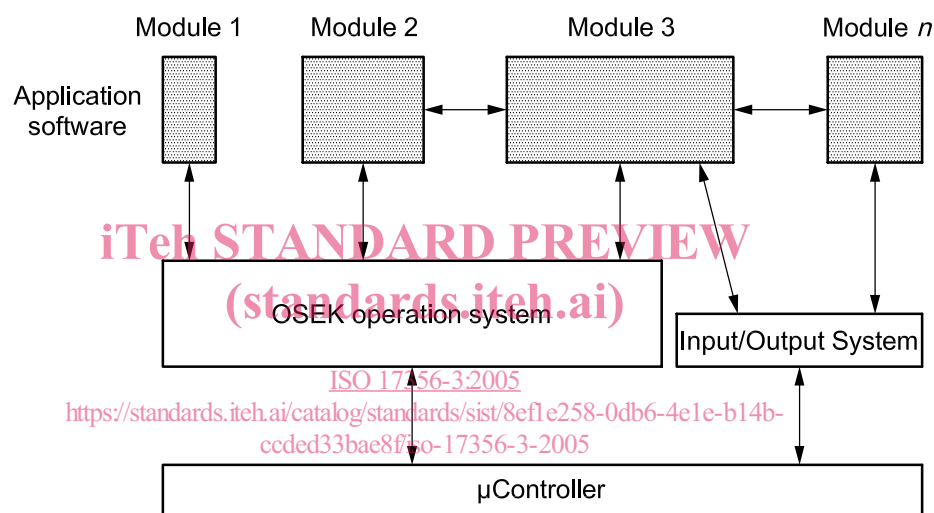 Module 1
Module 2
Module 3
Module n
Application
software
iTeh STANDARD PREVIEW
(standards.iteh.ai)
OSEK operation system
Input/Output System
ISO 17356-3:2005
https://standards.iteh.ai/catalog/standards/sist/8ef1e258-0db6-4e1e-b14b-
ccded33bae8f/iso-17356-3-2005
µController